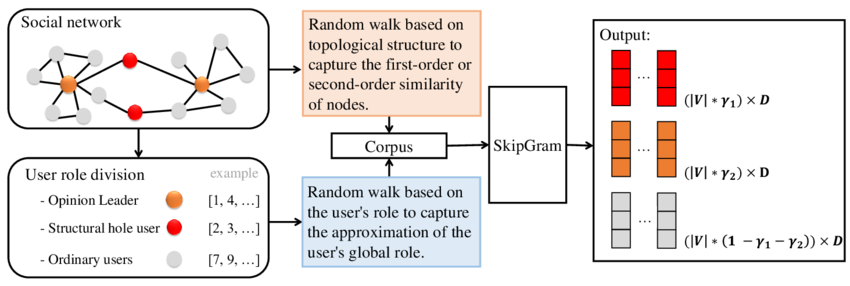 Social network
Random walk based on
topological structure to
capture the first-order or
second-order similarity
of nodes.
Corpus
SkipGram
Output:
...
(|V| * γ₁) × D
...
(|V| * γ₂) × D
...
(|V| * (1 − γ₁ − γ₂)) × D
User role division example
- Opinion Leader [1, 4, …]
- Structural hole user [2, 3, …]
- Ordinary users [7, 9, …]
Random walk based on
the user's role to capture
the approximation of the
user's global role.